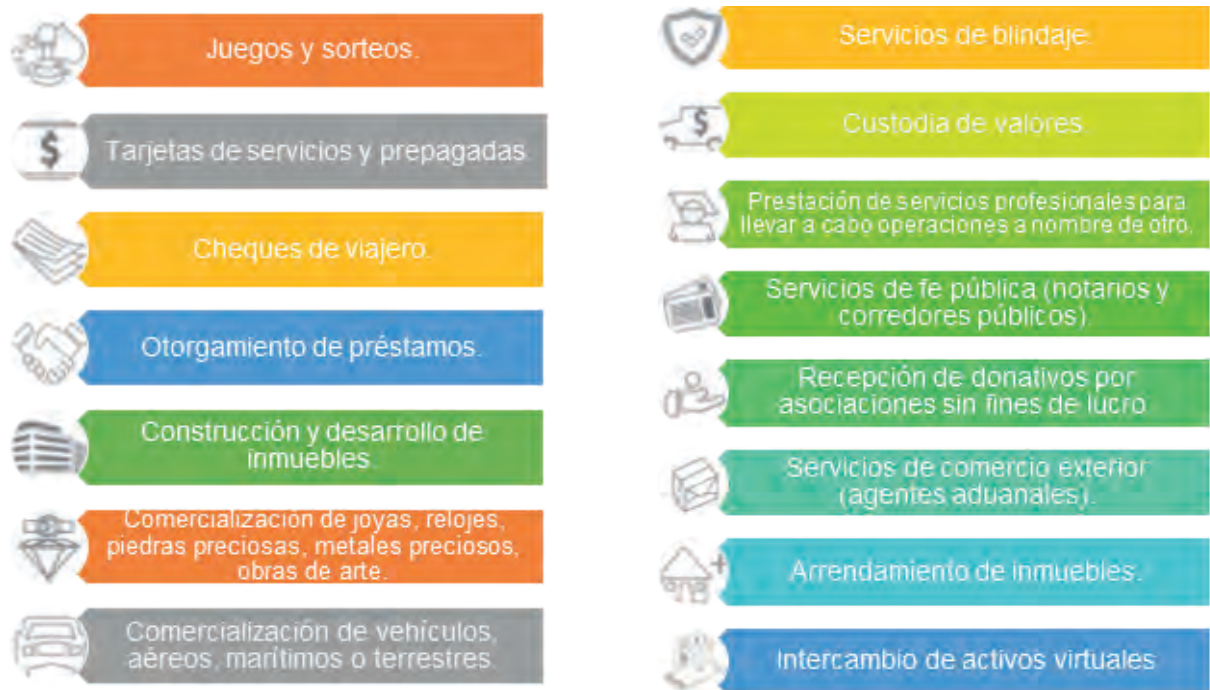 Juegos y sorteos.
Tarjetas de servicios y prepagadas.
Cheques de viajero.
Otorgamiento de préstamos.
Construcción y desarrollo de
inmuebles.
Comercialización de joyas, relojes,
piedras preciosas, metales preciosos,
obras de arte.
Comercialización de vehículos,
aéreos, marítimos o terrestres.
Servicios de blindaje.
Custodia de valores.
Prestación de servicios profesionales para
llevar a cabo operaciones a nombre de otro.
Servicios de fe pública (notarios y
corredores públicos).
Recepción de donativos por
asociaciones sin fines de lucro
Servicios de comercio exterior
(agentes aduanales).
Arrendamiento de inmuebles.
Intercambio de activos virtuales